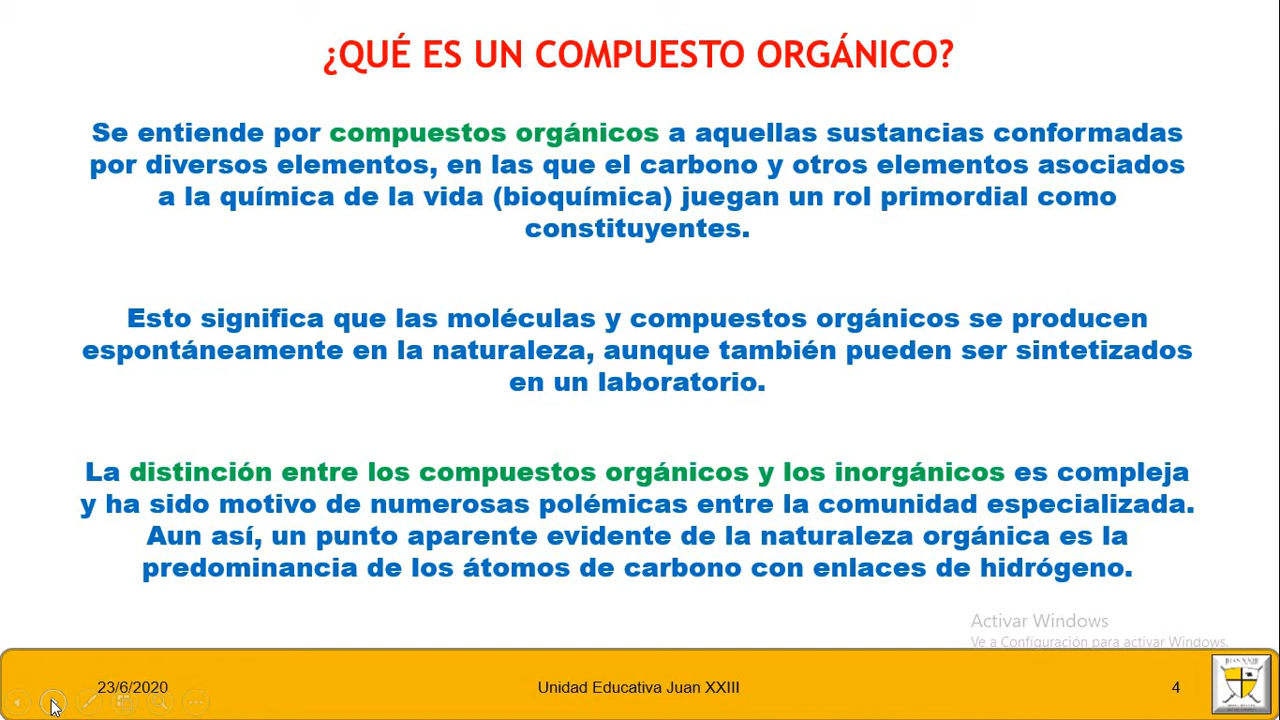 ¿QUÉ ES UN COMPUESTO ORGÁNICO?
Se entiende por compuestos orgánicos a aquellas sustancias conformadas
por diversos elementos, en las que el carbono y otros elementos asociados
a la química de la vida (bioquímica) juegan un rol primordial como
constituyentes.
Esto significa que las moléculas y compuestos orgánicos se producen
espontáneamente en la naturaleza, aunque también pueden ser sintetizados
en un laboratorio.
La distinción entre los compuestos orgánicos y los inorgánicos es compleja
y ha sido motivo de numerosas polémicas entre la comunidad especializada.
Aun así, un punto aparente evidente de la naturaleza orgánica es la
predominancia de los átomos de carbono con enlaces de hidrógeno.
Activar Windows
Ve a Configuración para activar Windows.
23/6/2020
Unidad Educativa Juan XXIII
4
JUAN XXIII